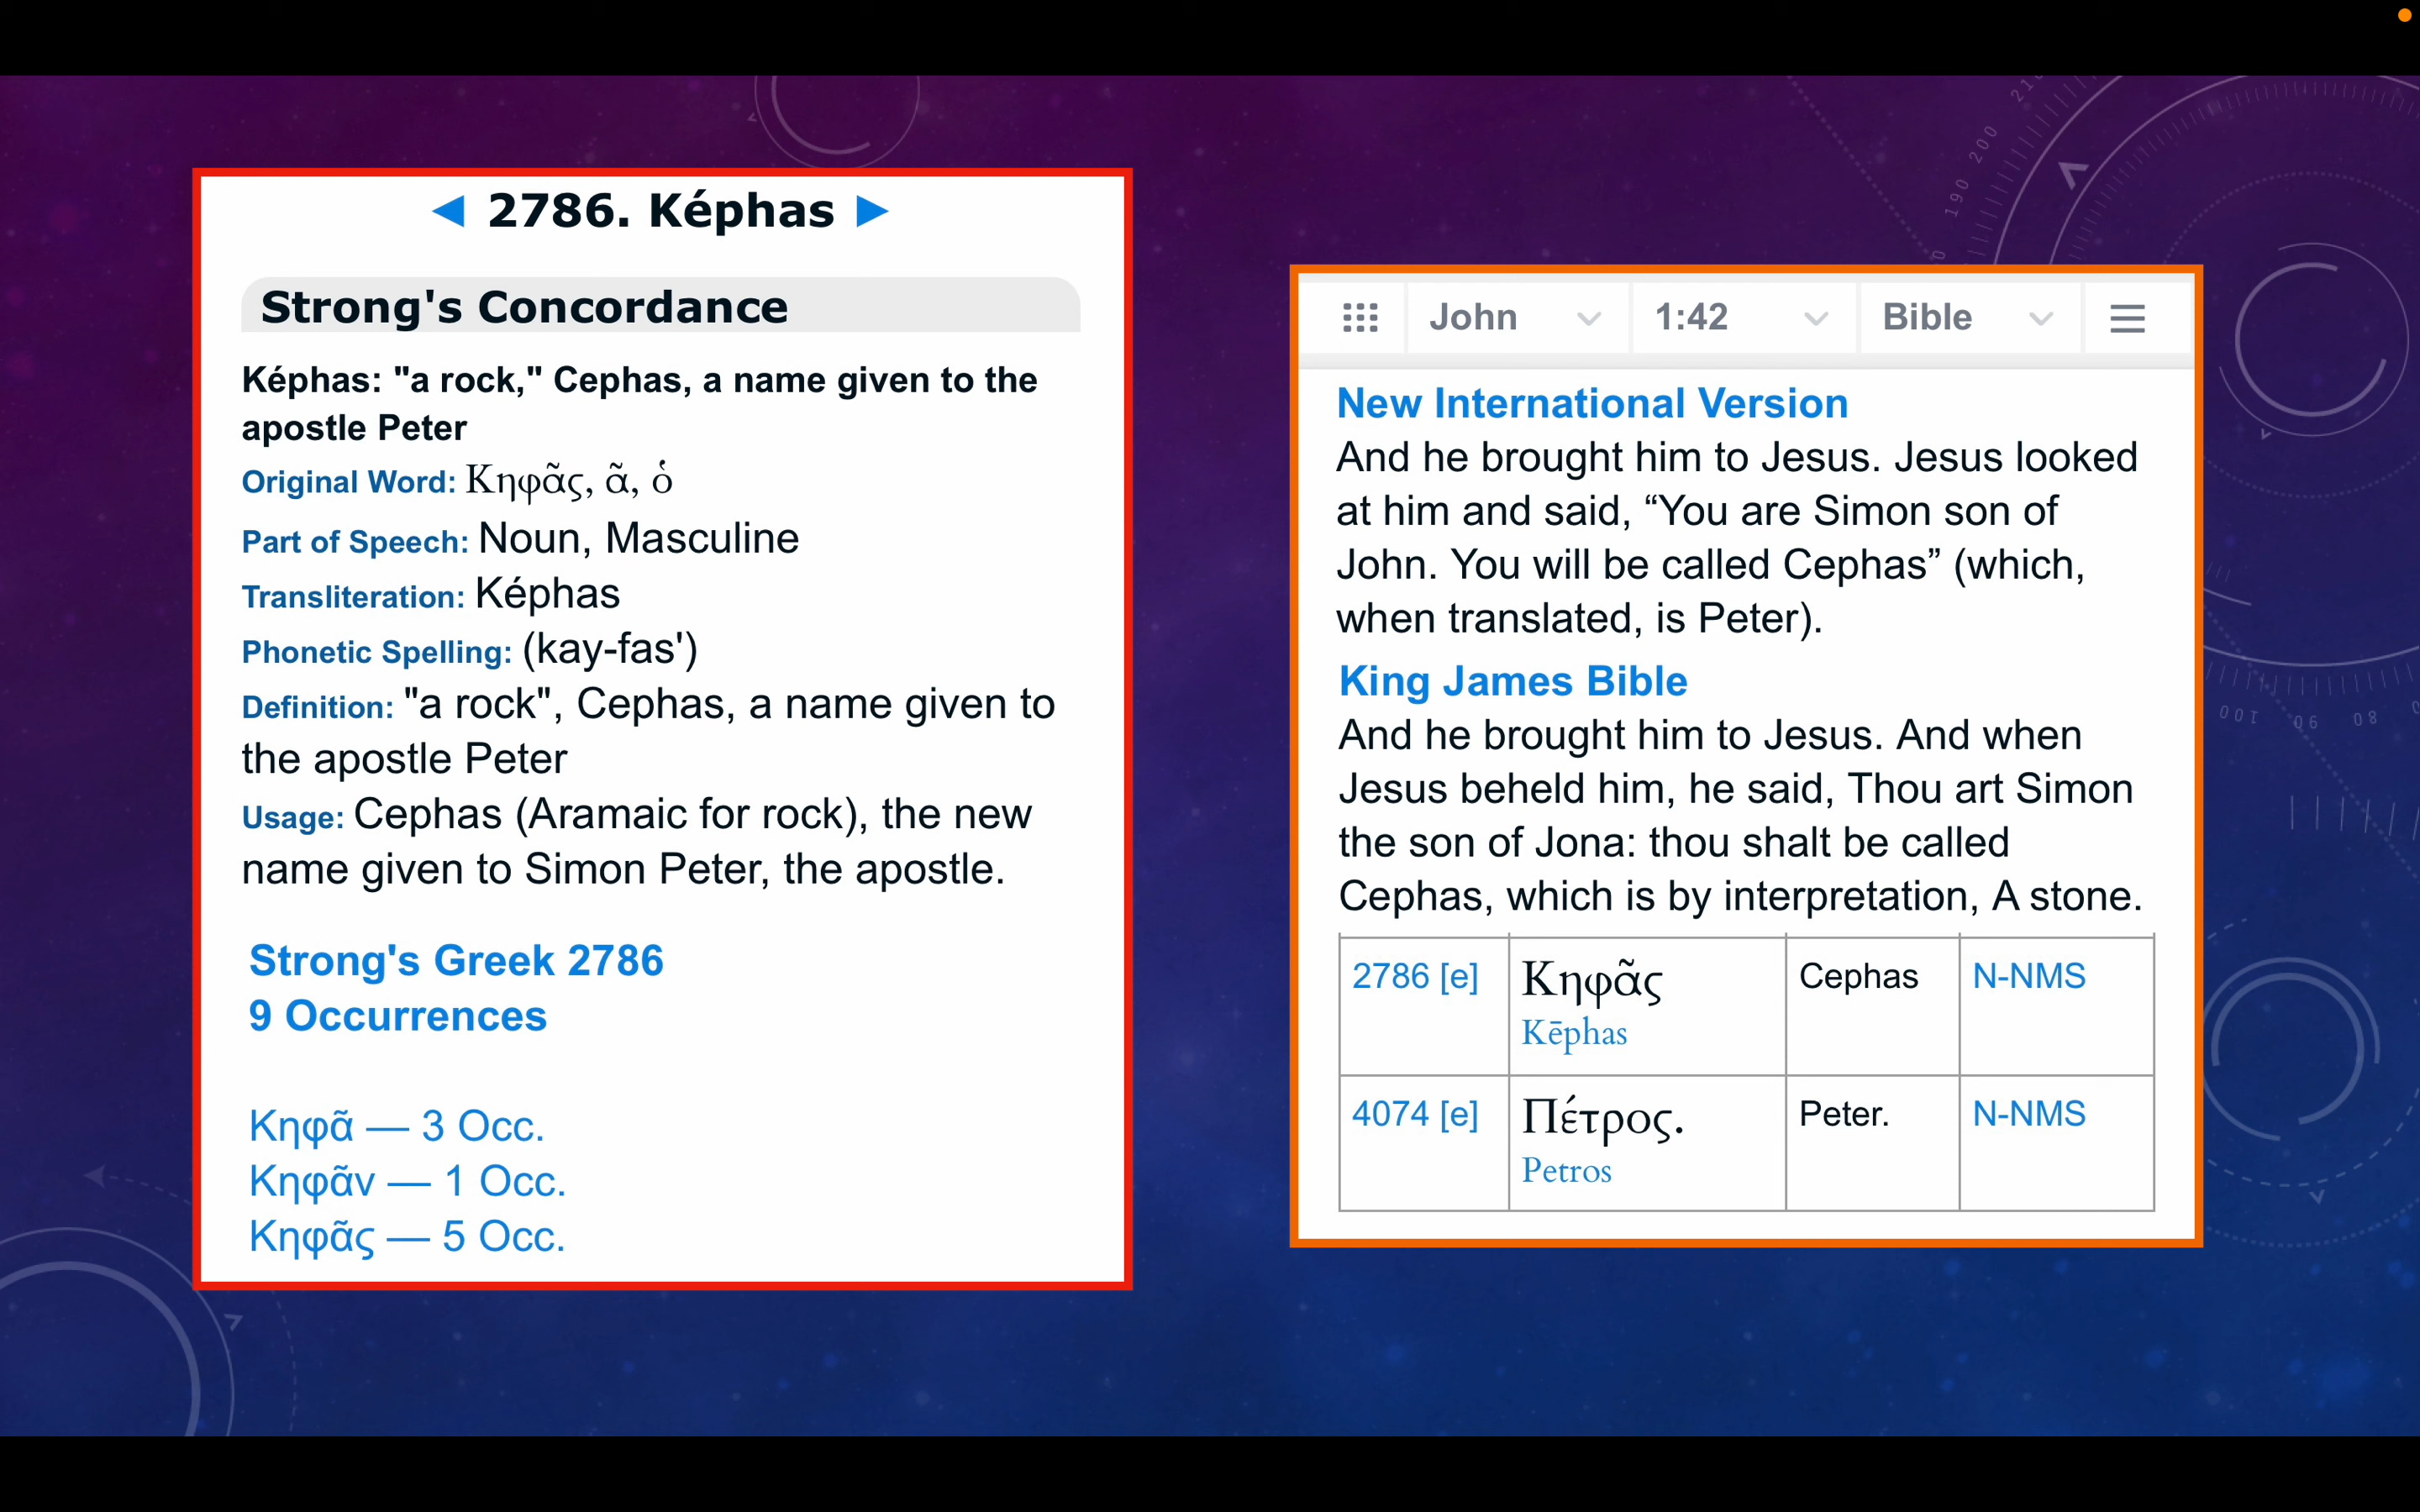 ◄ 2786. Képhas ►
Strong's Concordance
Képhas: "a rock," Cephas, a name given to the
apostle Peter
Original Word: Κηφᾶς, ᾶ, ὁ
Part of Speech: Noun, Masculine
Transliteration: Képhas
Phonetic Spelling: (kay-fas')
Definition: "a rock", Cephas, a name given to
the apostle Peter
Usage: Cephas (Aramaic for rock), the new
name given to Simon Peter, the apostle.
Strong's Greek 2786
9 Occurrences
Κηφᾶ — 3 Occ.
Κηφᾶν — 1 Occ.
Κηφᾶς — 5 Occ.
John 1:42 Bible
New International Version
And he brought him to Jesus. Jesus looked
at him and said, “You are Simon son of
John. You will be called Cephas” (which,
when translated, is Peter).
King James Bible
And he brought him to Jesus. And when
Jesus beheld him, he said, Thou art Simon
the son of Jona: thou shalt be called
Cephas, which is by interpretation, A stone.
2786 [e] Κηφᾶς Cephas N-NMS
Kēphas
4074 [e] Πέτρος. Peter. N-NMS
Petros
190 200
100 90 80